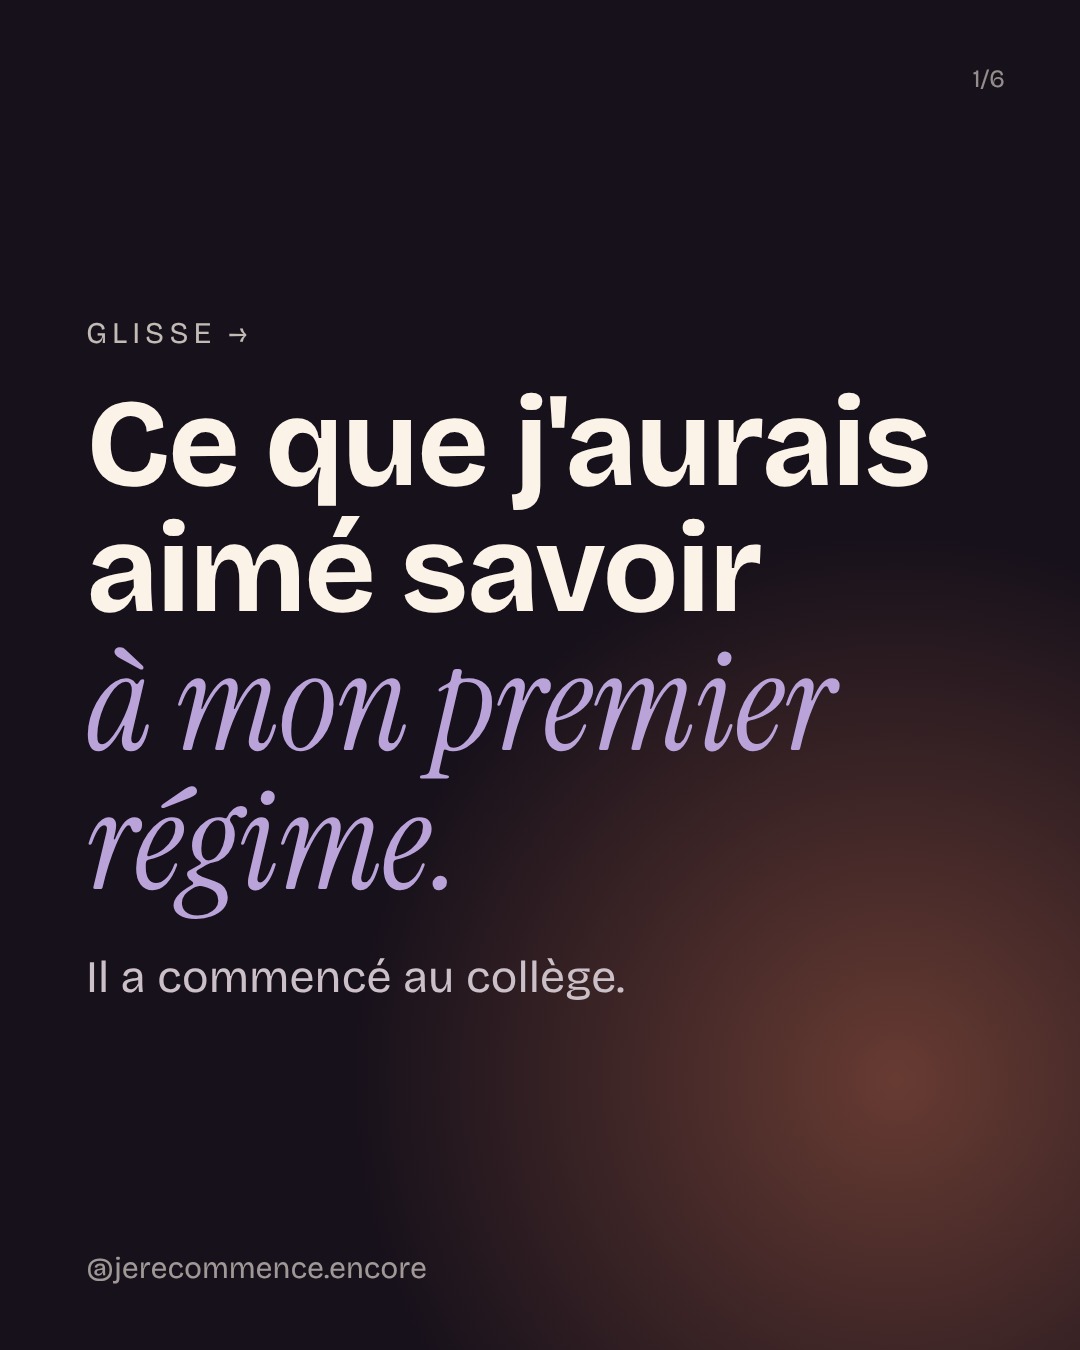 1/6
GLISSE →
Ce que j'aurais
aimé savoir
à mon premier
régime.
Il a commencé au collège.
@jerecommence.encore